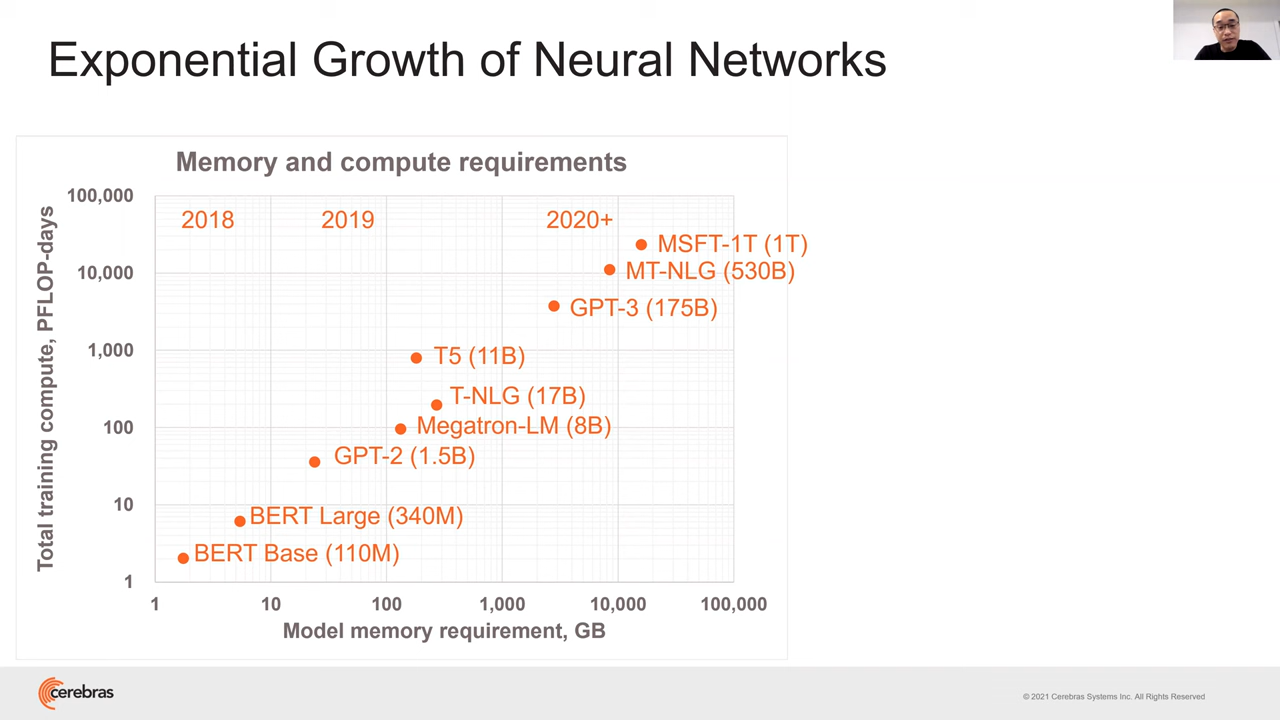 Exponential Growth of Neural Networks
Memory and compute requirements
Total training compute, PFLOP-days
100,000
10,000
1,000
100
10
1
2018
2019
2020+
MSFT-1T (1T)
MT-NLG (530B)
GPT-3 (175B)
T5 (11B)
T-NLG (17B)
Megatron-LM (8B)
GPT-2 (1.5B)
BERT Large (340M)
BERT Base (110M)
1
10
100
1,000
10,000
100,000
Model memory requirement, GB
cerebras
© 2021 Cerebras Systems Inc. All Rights Reserved